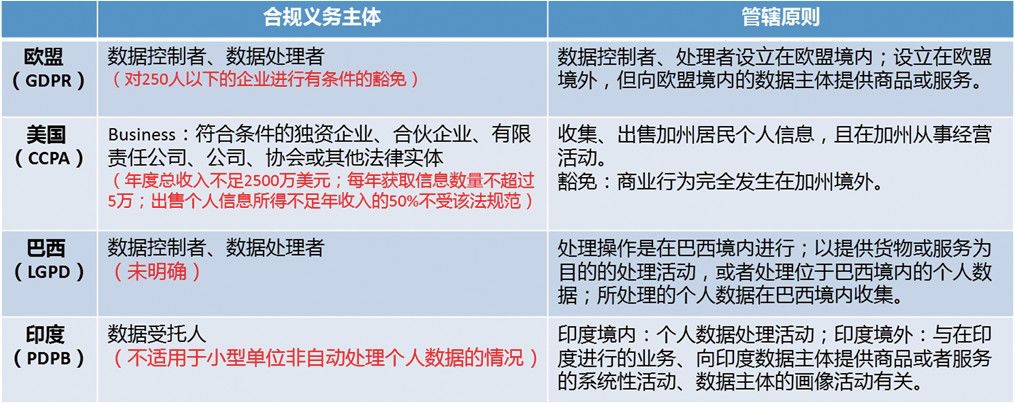 合规义务主体
管辖原则
欧盟
（GDPR）
数据控制者、数据处理者
（对250人以下的企业进行有条件的豁免）
数据控制者、处理者设立在欧盟境内；设立在欧盟
境外，但向欧盟境内的数据主体提供商品或服务。
美国
（CCPA）
Business：符合条件的独资企业、合伙企业、有限
责任公司、公司、协会或其他法律实体
（年度总收入不足2500万美元；每年获取信息数量不超过
5万；出售个人信息所得不足年收入的50%不受该法规范）
收集、出售加州居民个人信息，且在加州从事经营
活动。
豁免：商业行为完全发生在加州境外。
巴西
（LGPD）
数据控制者、数据处理者
（未明确）
处理操作是在巴西境内进行；以提供货物或服务为
目的的处理活动，或者处理位于巴西境内的个人数
据；所处理的个人数据在巴西境内收集。
印度
（PDPB）
数据受托人
（不适用于小型单位非自动处理个人数据的情况）
印度境内：个人数据处理活动；印度境外：与在印
度进行的业务、向印度数据主体提供商品或者服务
的系统性活动、数据主体的画像活动有关。